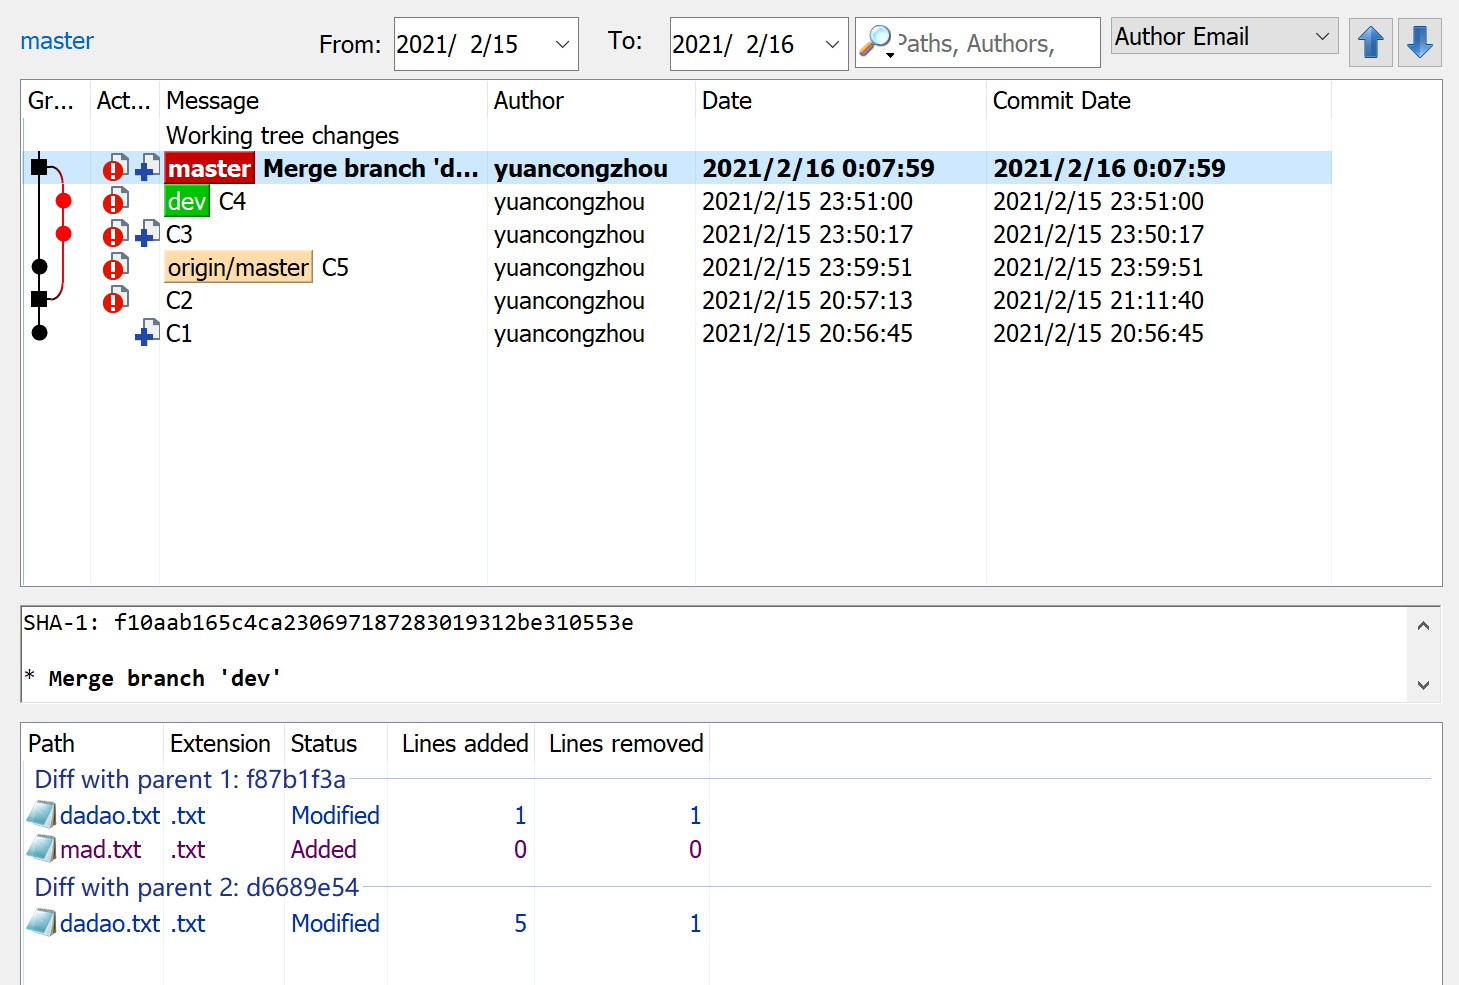 master From: 2021/ 2/15 To: 2021/ 2/16 Paths, Authors, Author Email
Gr... Act... Message Author Date Commit Date
Working tree changes
master Merge branch 'd... yuancongzhou 2021/2/16 0:07:59 2021/2/16 0:07:59
dev C4 yuancongzhou 2021/2/15 23:51:00 2021/2/15 23:51:00
C3 yuancongzhou 2021/2/15 23:50:17 2021/2/15 23:50:17
origin/master C5 yuancongzhou 2021/2/15 23:59:51 2021/2/15 23:59:51
C2 yuancongzhou 2021/2/15 20:57:13 2021/2/15 21:11:40
C1 yuancongzhou 2021/2/15 20:56:45 2021/2/15 20:56:45
SHA-1: f10aab165c4ca230697187283019312be310553e
* Merge branch 'dev'
Path Extension Status Lines added Lines removed
Diff with parent 1: f87b1f3a
dadao.txt .txt Modified 1 1
mad.txt .txt Added 0 0
Diff with parent 2: d6689e54
dadao.txt .txt Modified 5 1